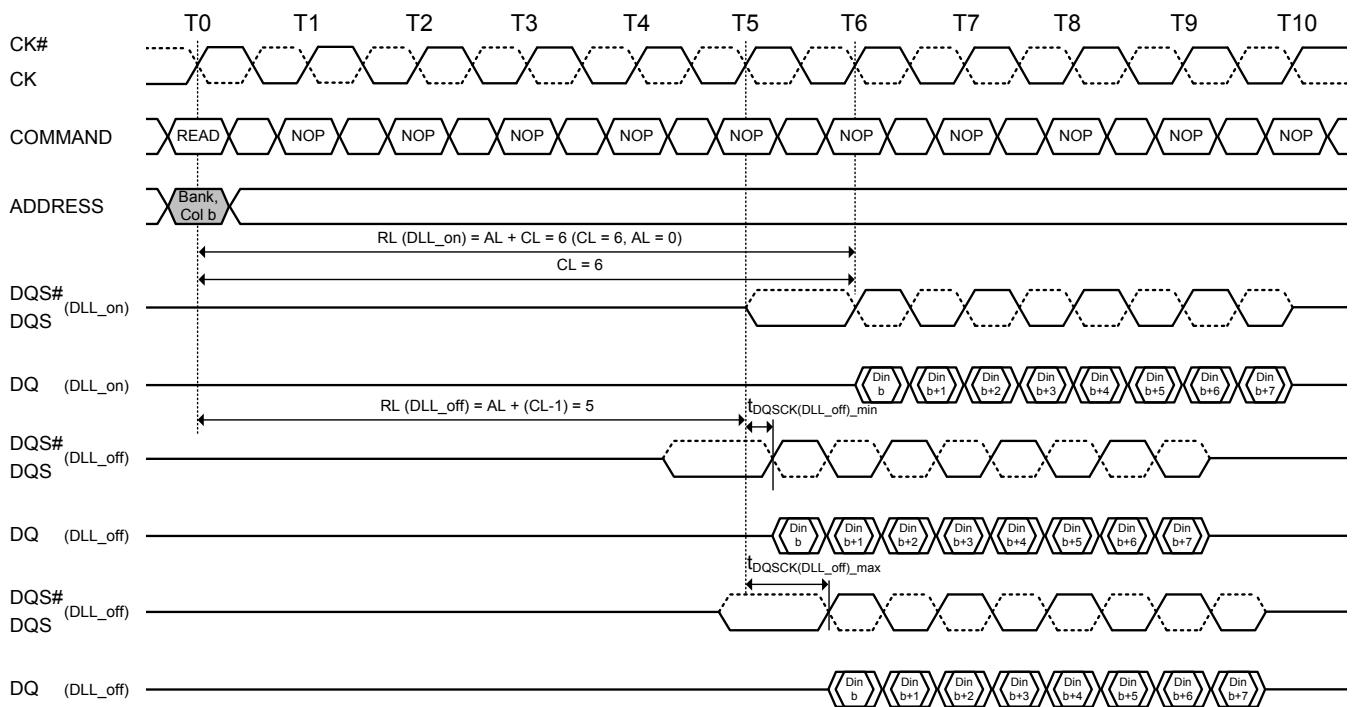 T0 T1 T2 T3 T4 T5 T6 T7 T8 T9 T10
CK#
CK
COMMAND READ NOP NOP NOP NOP NOP NOP NOP NOP NOP NOP
ADDRESS Bank,
Col b
RL (DLL_on) = AL + CL = 6 (CL = 6, AL = 0)
CL = 6
DQS#
(DLL_on)
DQS
DQ (DLL_on) Din b Din b+1 Din b+2 Din b+3 Din b+4 Din b+5 Din b+6 Din b+7
RL (DLL_off) = AL + (CL-1) = 5 tDQSCK(DLL_off)_min
DQS#
(DLL_off)
DQS
DQ (DLL_off) Din b Din b+1 Din b+2 Din b+3 Din b+4 Din b+5 Din b+6 Din b+7
tDQSCK(DLL_off)_max
DQS#
(DLL_off)
DQS
DQ (DLL_off) Din b Din b+1 Din b+2 Din b+3 Din b+4 Din b+5 Din b+6 Din b+7